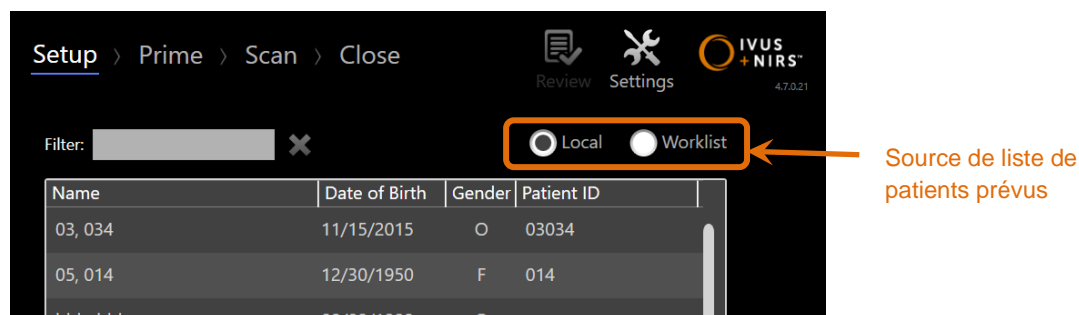 Setup › Prime › Scan › Close
Review Settings
IVUS
+NIRS™
4.7.0.21
Filter:
Local Worklist
Source de liste de
patients prévus
Name Date of Birth Gender Patient ID
03, 034 11/15/2015 O 03034
05, 014 12/30/1950 F 014